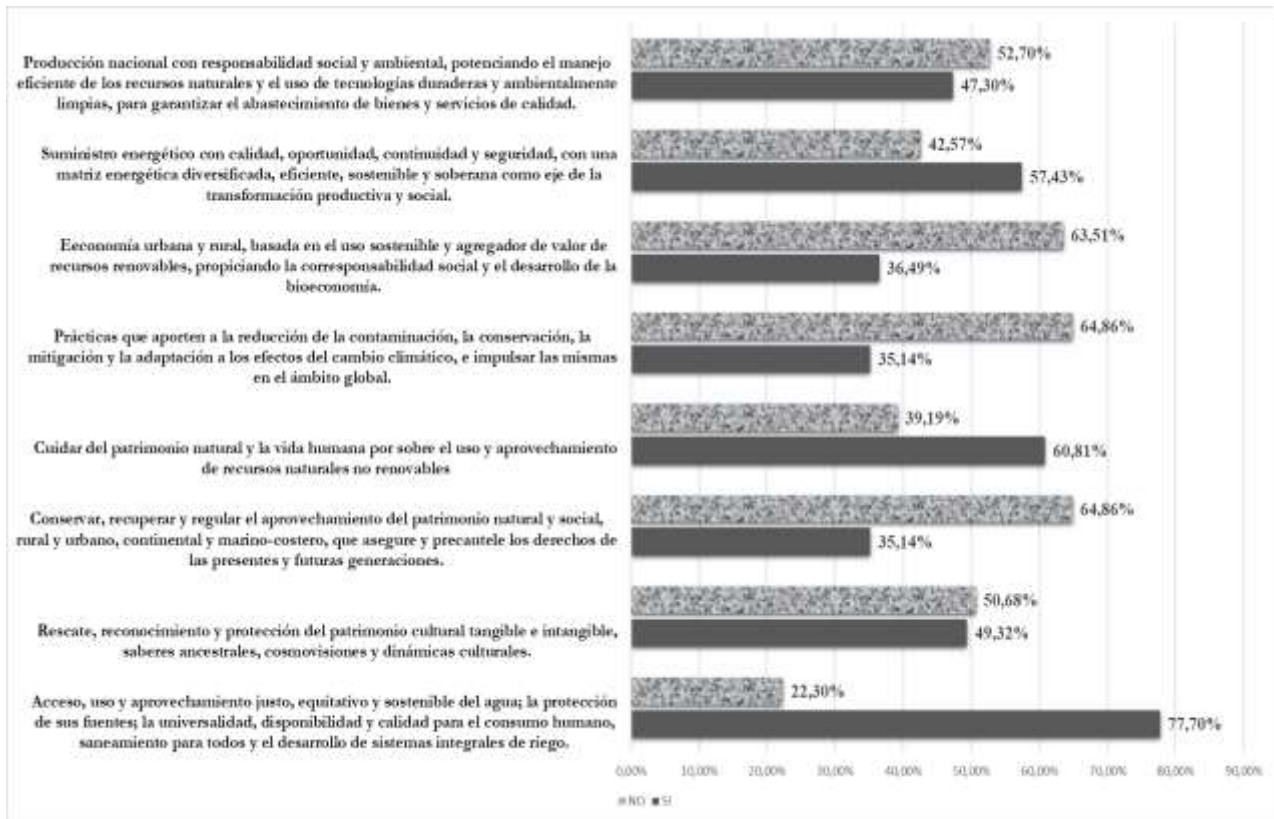 Producción nacional con responsabilidad social y ambiental, potenciando el manejo
eficiente de los recursos naturales y el uso de tecnologías duraderas y ambientalmente
limpias, para garantizar el abastecimiento de bienes y servicios de calidad.
52,70%
47,30%
Suministro energético con calidad, oportunidad, continuidad y seguridad, con una
matriz energética diversificada, eficiente, sostenible y soberana como eje de la
transformación productiva y social.
42,57%
57,43%
Eeconomía urbana y rural, basada en el uso sostenible y agregador de valor de
recursos renovables, propiciando la corresponsabilidad social y el desarrollo de la
bioeconomía.
63,51%
36,49%
Prácticas que aporten a la reducción de la contaminación, la conservación, la
mitigación y la adaptación a los efectos del cambio climático, e impulsar las mismas
en el ámbito global.
64,86%
35,14%
Cuidar del patrimonio natural y la vida humana por sobre el uso y aprovechamiento
de recursos naturales no renovables
39,19%
60,81%
Conservar, recuperar y regular el aprovechamiento del patrimonio natural y social,
rural y urbano, continental y marino-costero, que asegure y precautele los derechos de
las presentes y futuras generaciones.
64,86%
35,14%
Rescate, reconocimiento y protección del patrimonio cultural tangible e intangible,
saberes ancestrales, cosmovisiones y dinámicas culturales.
50,68%
49,32%
Acceso, uso y aprovechamiento justo, equitativo y sostenible del agua; la protección
de sus fuentes; la universalidad, disponibilidad y calidad para el consumo humano,
saneamiento para todos y el desarrollo de sistemas integrales de riego.
22,30%
77,70%
0,00% 10,00% 20,00% 30,00% 40,00% 50,00% 60,00% 70,00% 80,00% 90,00%
NO SI